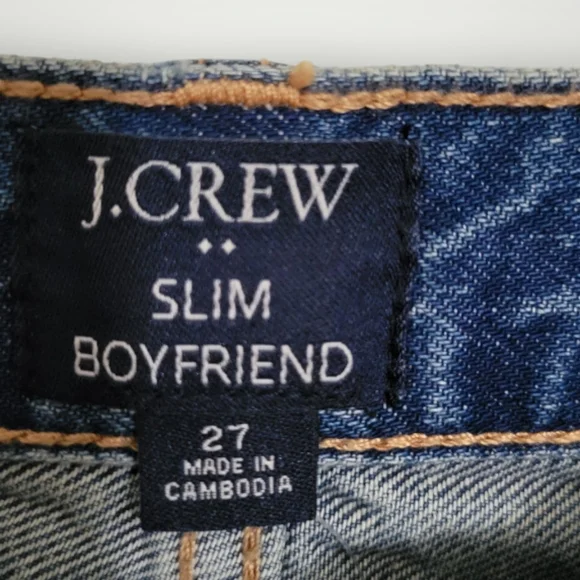 J.CREW
SLIM
BOYFRIEND
27
MADE IN
CAMBODIA